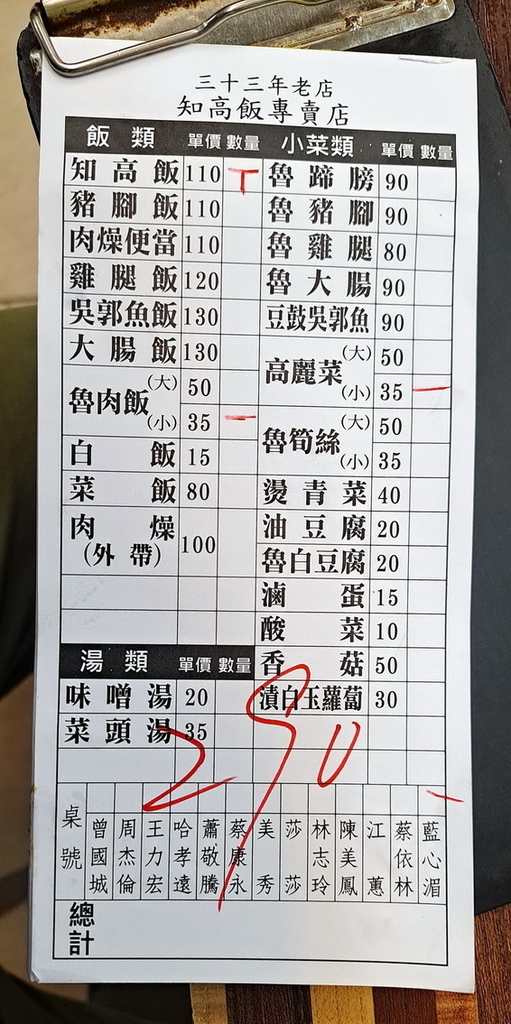 三十三年老店
知高飯專賣店
飯類 單價 數量
知高飯 110 T
豬腳飯 110
肉燥便當 110
雞腿飯 120
吳郭魚飯 130
大腸飯 130
魯肉飯 (大) 50
(小) 35 一
白飯 15
菜飯 80
肉燥(外帶) 100
湯類 單價 數量
味噌湯 20
菜頭湯 35
小菜類 單價 數量
魯蹄膀 90
魯豬腳 90
魯雞腿 80
魯大腸 90
豆鼓吳郭魚 90
高麗菜 (大) 50
(小) 35 一
魯筍絲 (大) 50
(小) 35
燙青菜 40
油豆腐 20
魯白豆腐 20
滷蛋 15
酸菜 10
香菇 50
漬白玉蘿蔔 30
290
桌號
曾國城
周杰倫
王力宏
哈孝遠
蕭敬騰
蔡康永
美秀
莎莎
林志玲
陳美鳳
江蕙
蔡依林
藍心湄
總計